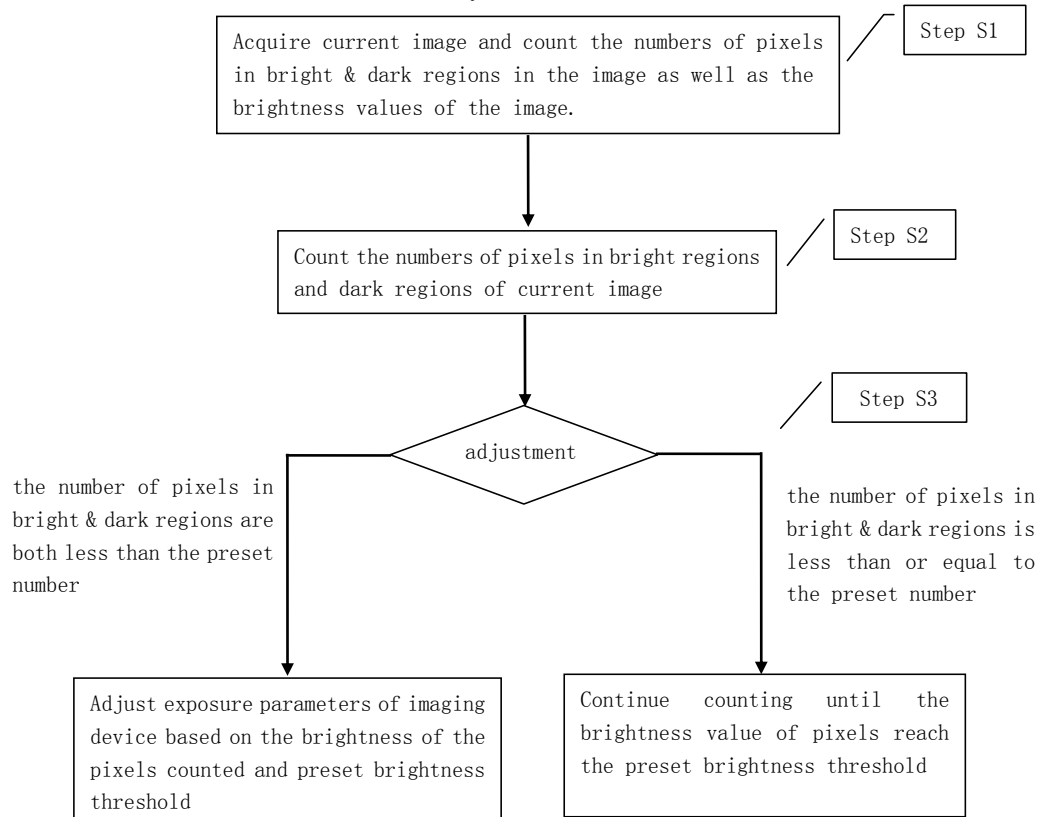 Acquire current image and count the numbers of pixels
in bright & dark regions in the image as well as the
brightness values of the image.
Step S1
Count the numbers of pixels in bright regions
and dark regions of current image
Step S2
adjustment
Step S3
the number of pixels in
bright & dark regions are
both less than the preset
number
the number of pixels in
bright & dark regions is
less than or equal to
the preset number
Adjust exposure parameters of imaging
device based on the brightness of the
pixels counted and preset brightness
threshold
Continue counting until the
brightness value of pixels reach
the preset brightness threshold